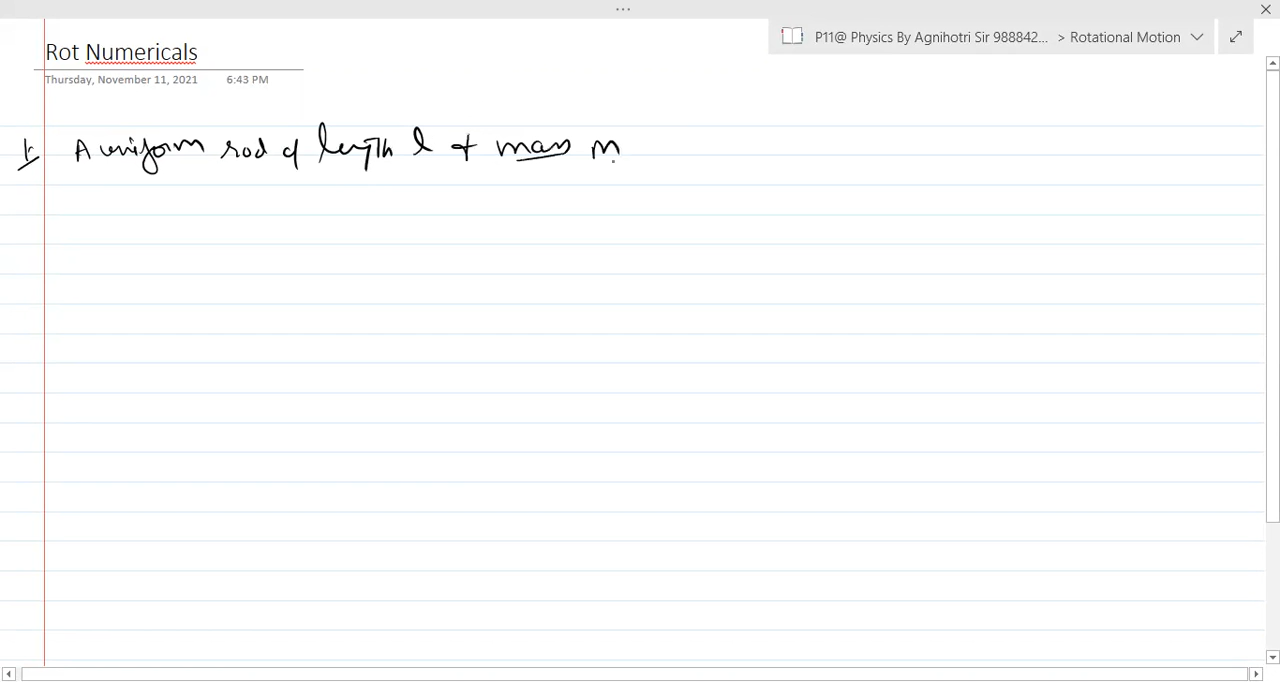 Rot Numericals
P11@ Physics By Agnihotri Sir 988842... > Rotational Motion
Thursday, November 11, 2021 6:43 PM
1. A uniform rod of length l & mass m